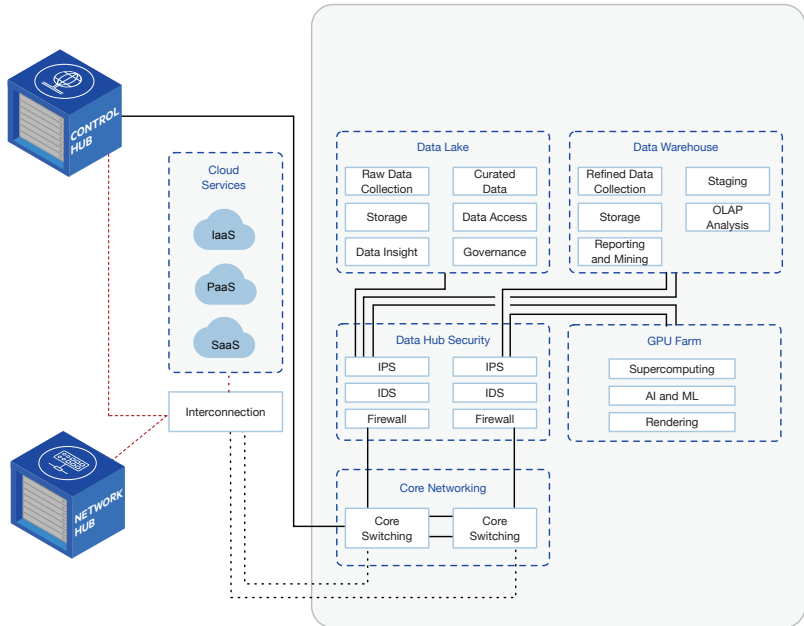 CONTROL
HUB
Cloud
Services
IaaS
PaaS
SaaS
Interconnection
NETWORK
HUB
Data Lake
Raw Data
Collection
Curated
Data
Storage
Data Access
Data Insight
Governance
Data Warehouse
Refined Data
Collection
Staging
Storage
OLAP
Analysis
Reporting
and Mining
Data Hub Security
IPS
IPS
IDS
IDS
Firewall
Firewall
GPU Farm
Supercomputing
AI and ML
Rendering
Core Networking
Core
Switching
Core
Switching